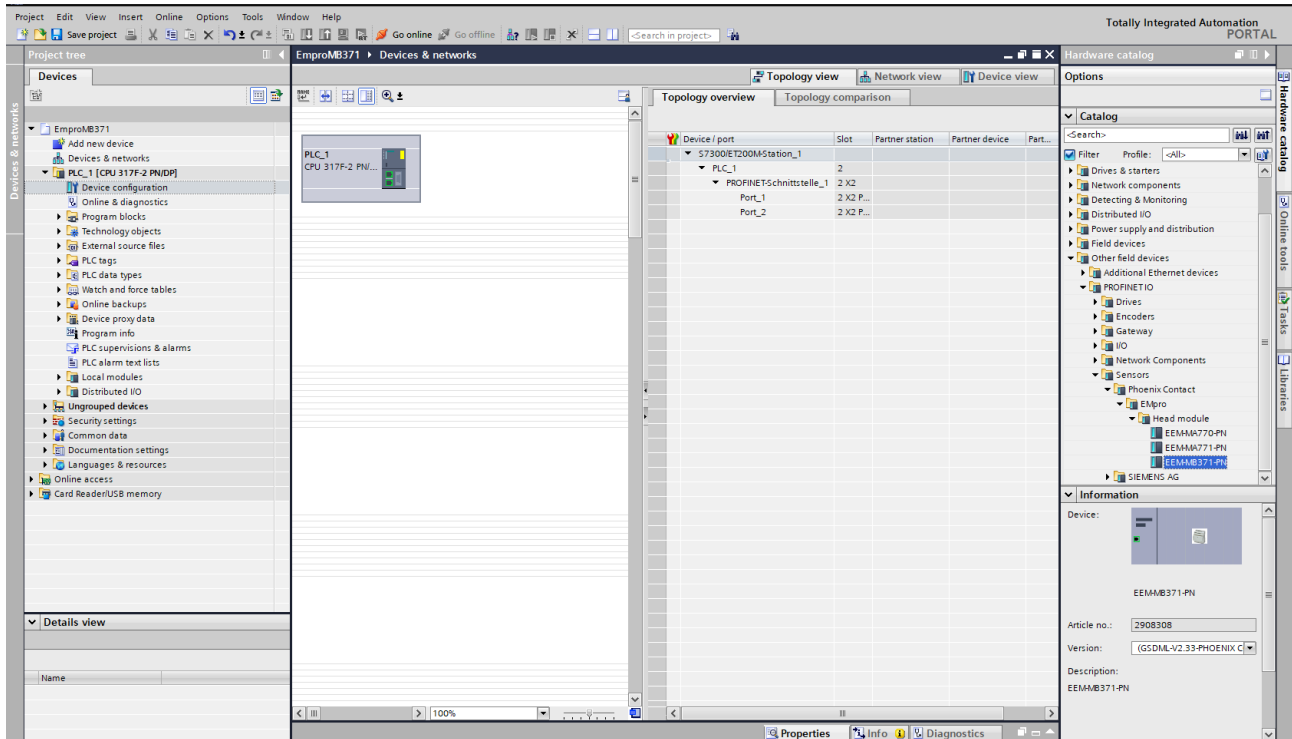 Project Edit View Insert Online Options Tools Window Help
Totally Integrated Automation
PORTAL
Save project
Go online
Go offline
<Search in project>
Project tree
EmproMB371 Devices & networks
Hardware catalog
Devices
Topology view
Network view
Device view
Options
Topology overview
Topology comparison
Devices & networks
EmproMB371
Add new device
Devices & networks
PLC_1 [CPU 317F-2 PN/DP]
Device configuration
Online & diagnostics
Program blocks
Technology objects
External source files
PLC tags
PLC data types
Watch and force tables
Online backups
Device proxy data
Program info
PLC supervisions & alarms
PLC alarm text lists
Local modules
Distributed I/O
Ungrouped devices
Security settings
Common data
Documentation settings
Languages & resources
Online access
Card Reader/USB memory
Details view
Name
PLC_1
CPU 317F-2 PN/...
100%
Device / port Slot Partner station Partner device Part...
S7300/ET200M-Station_1
PLC_1 2
PROFINET-Schnittstelle_1 2 X2
Port_1 2 X2 P...
Port_2 2 X2 P...
Properties
Info
Diagnostics
Catalog
<Search>
Filter Profile: <All>
Drives & starters
Network components
Detecting & Monitoring
Distributed I/O
Power supply and distribution
Field devices
Other field devices
Additional Ethernet devices
PROFINET IO
Drives
Encoders
Gateway
I/O
Network Components
Sensors
Phoenix Contact
EMpro
Head module
EEM-MA770-PN
EEM-MA771-PN
EEM-MB371-PN
SIEMENS AG
Information
Device:
EEM-MB371-PN
Article no.: 2908308
Version: (GSDML-V2.33-PHOENIX C
Description:
EEM-MB371-PN
Hardware catalog
Online tools
Tasks
Libraries